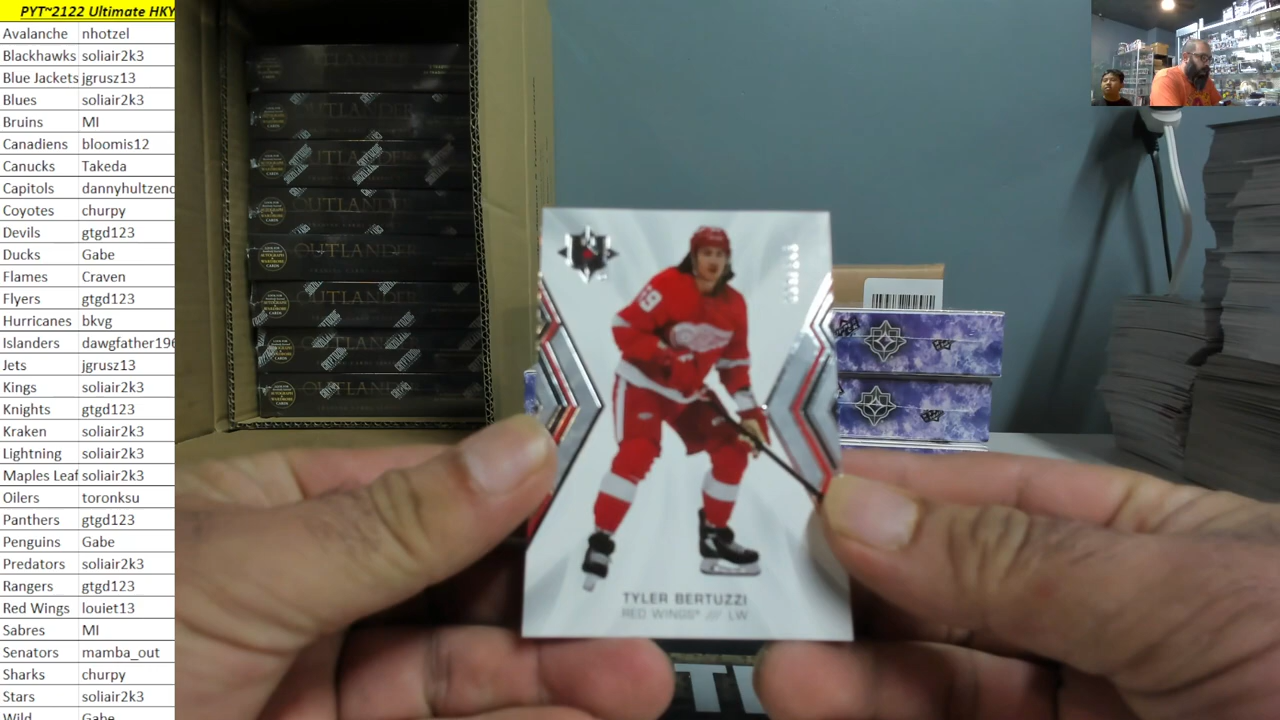 PYT~2122 Ultimate HKY
Avalanche nhotzel
Blackhawks soliair2k3
Blue Jackets jgrusz13
Blues soliair2k3
Bruins MI
Canadiens bloomis12
Canucks Takeda
Capitols dannyhultzen
Coyotes churpy
Devils gtgd123
Ducks Gabe
Flames Craven
Flyers gtgd123
Hurricanes bkvg
Islanders dawgfather196
Jets jgrusz13
Kings soliair2k3
Knights gtgd123
Kraken soliair2k3
Lightning soliair2k3
Maples Leaf soliair2k3
Oilers toronksu
Panthers gtgd123
Penguins Gabe
Predators soliair2k3
Rangers gtgd123
Red Wings louiet13
Sabres MI
Senators mamba_out
Sharks churpy
Stars soliair2k3
Wild Gabe
OUTLANDER
OUTLANDER
OUTLANDER
OUTLANDER
OUTLANDER
OUTLANDER
OUTLANDER
OUTLANDER
TYLER BERTUZZI
RED WINGS /// LW